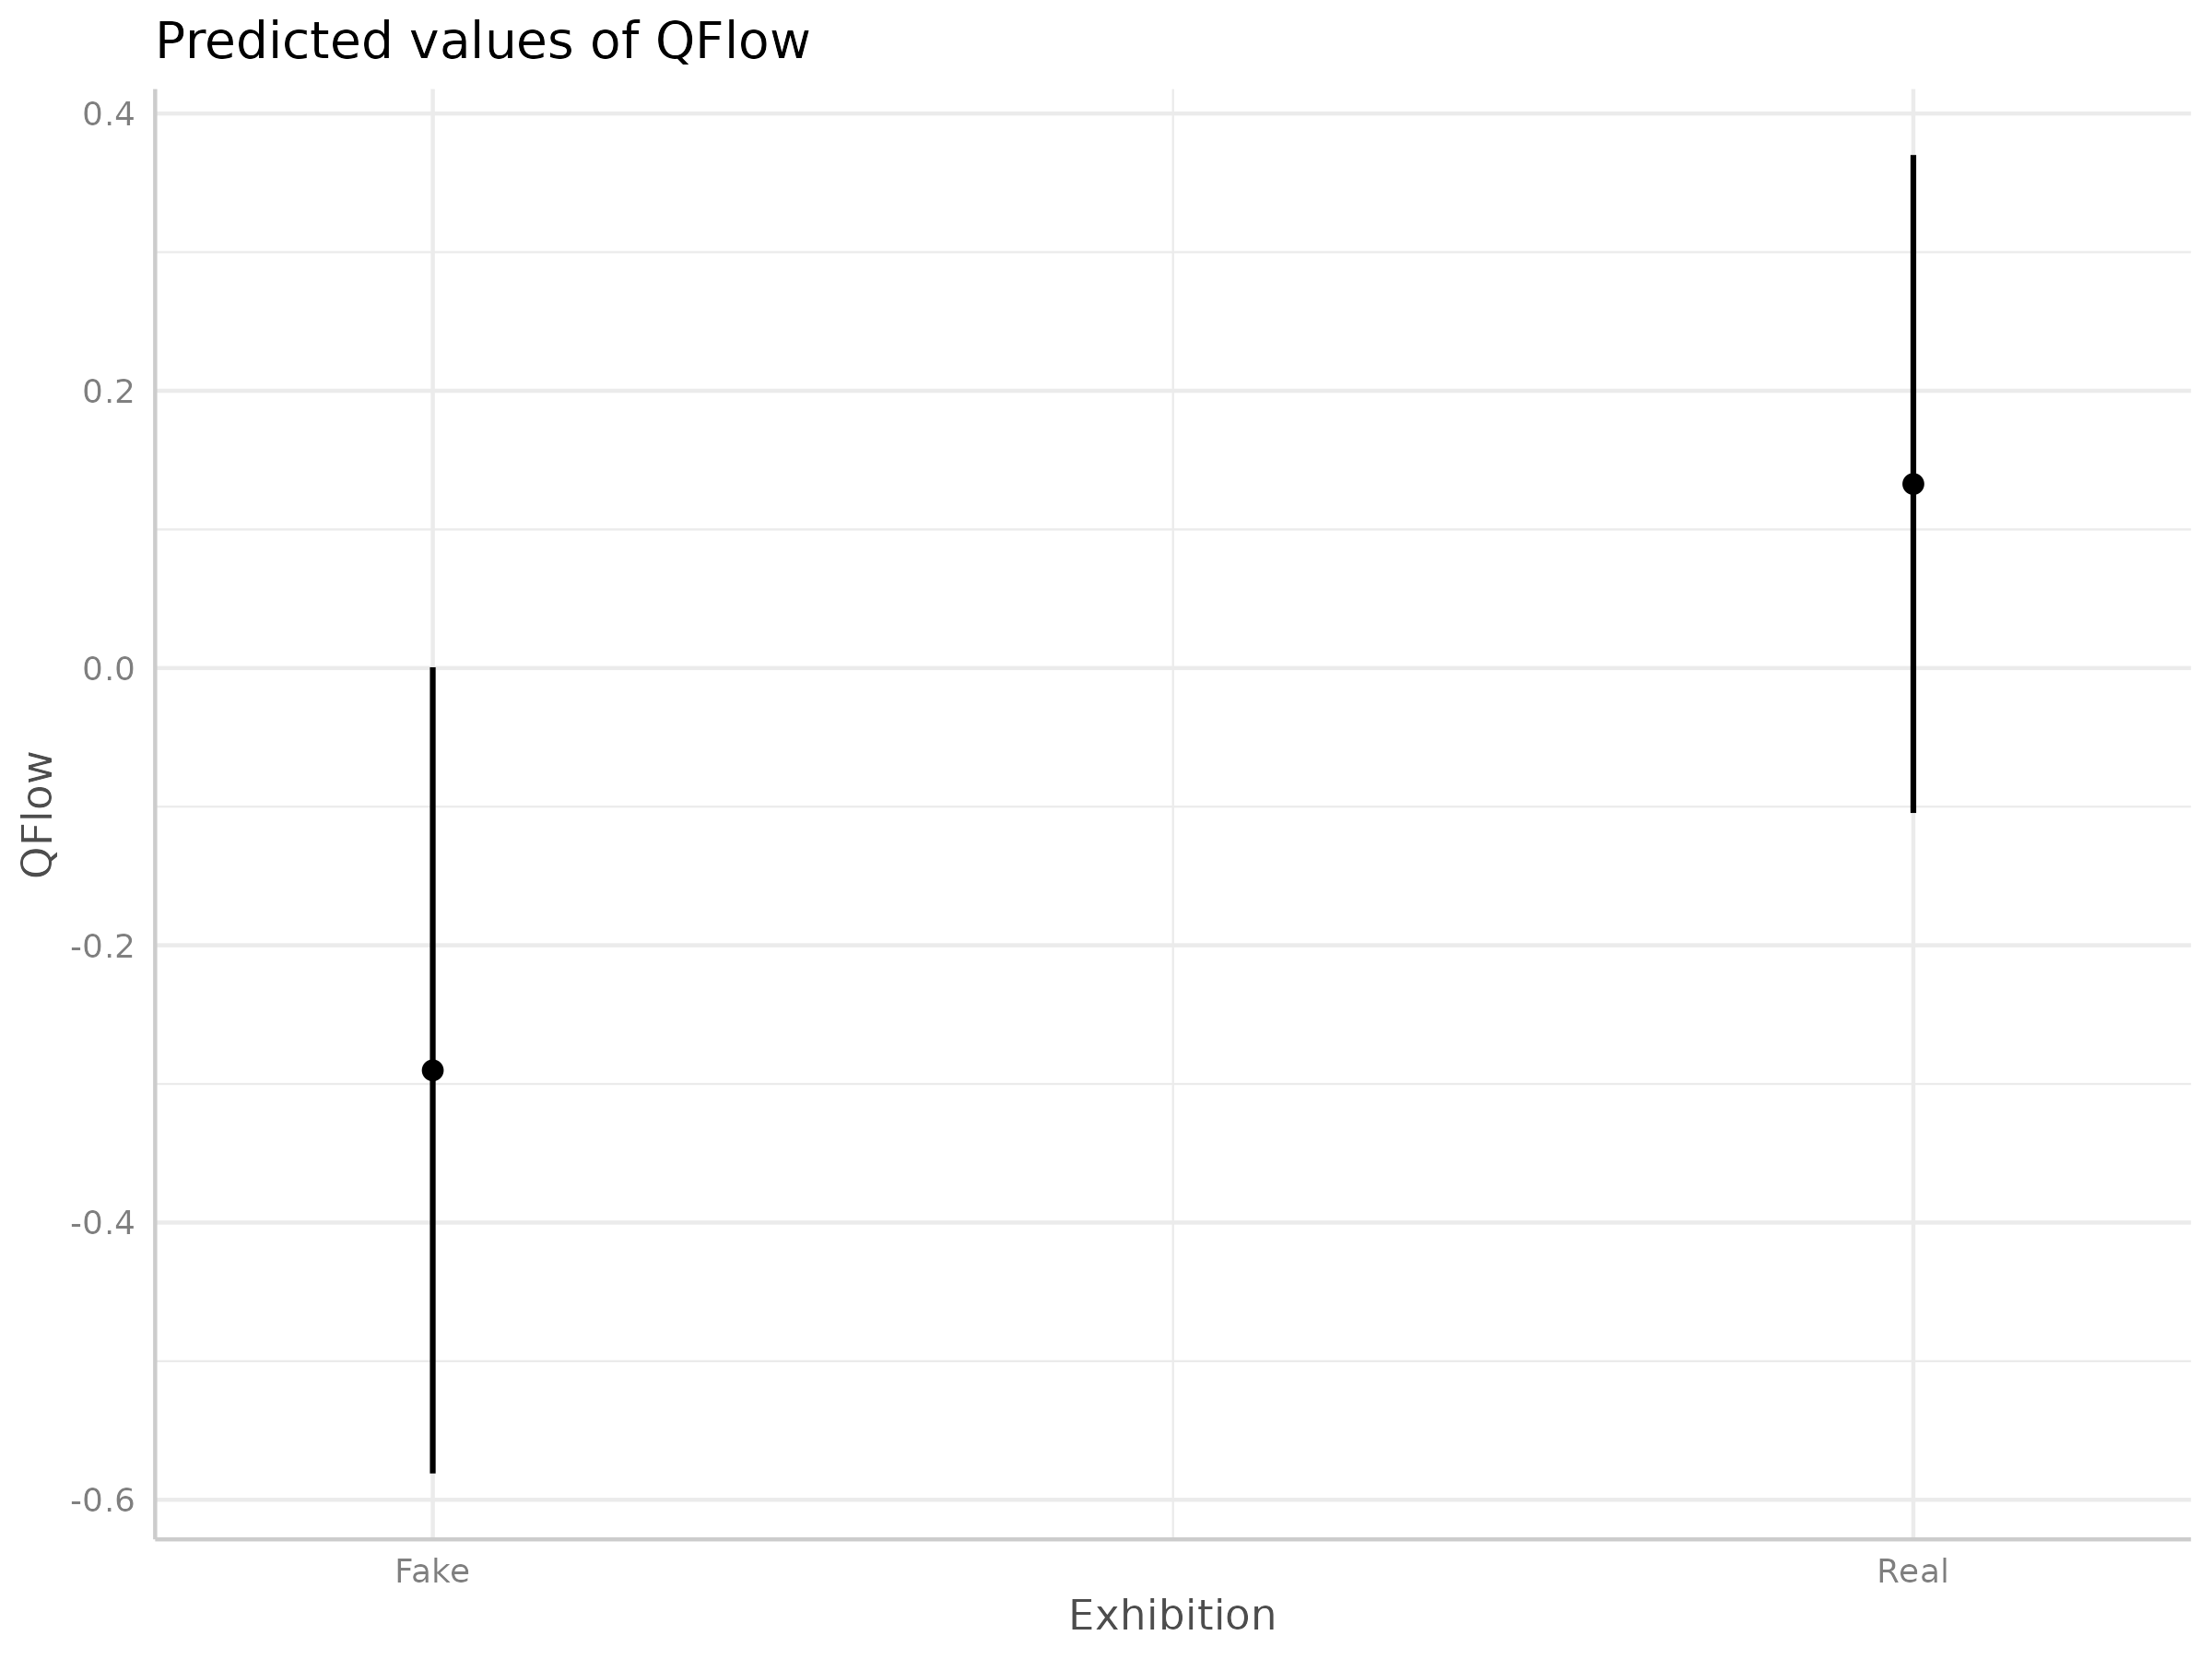 Predicted values of QFlow
0.4
0.2
0.0
-0.2
-0.4
-0.6
QFlow
Fake
Real
Exhibition